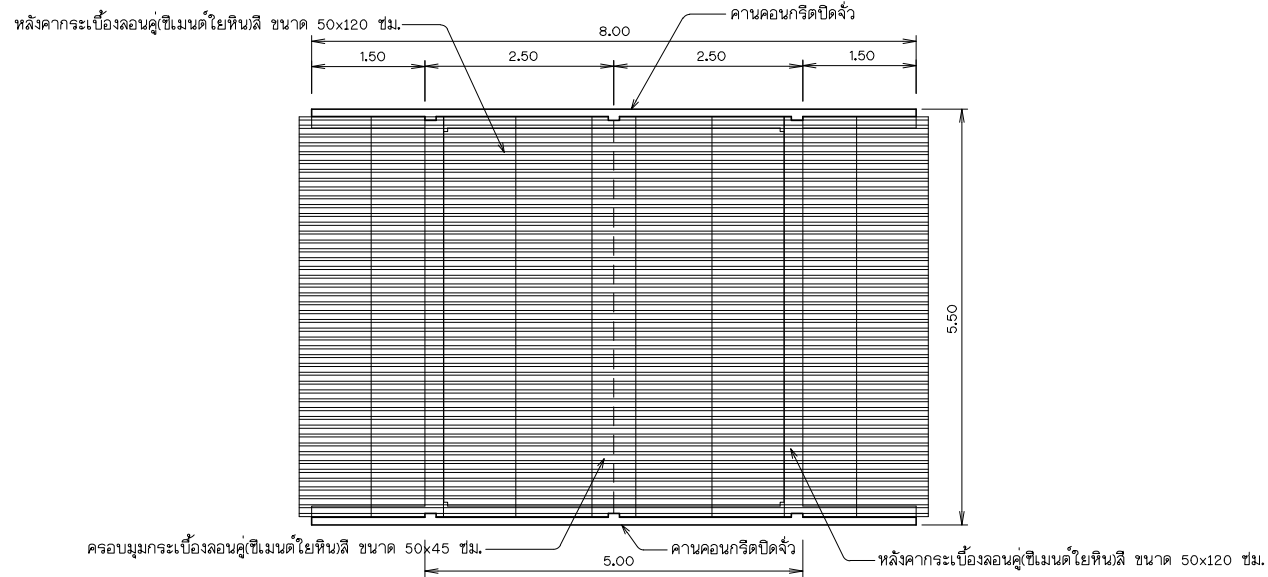 คานคอนกรีตปิดจั่ว
หลังคากระเบื้องลอนคู่(ซีเมนต์ใยหิน)สี ขนาด 50x120 ซม.
8.00
1.50 2.50 2.50 1.50
5.50
ครอบมุมกระเบื้องลอนคู่(ซีเมนต์ใยหิน)สี ขนาด 50x45 ซม.
คานคอนกรีตปิดจั่ว
5.00
หลังคากระเบื้องลอนคู่(ซีเมนต์ใยหิน)สี ขนาด 50x120 ซม.